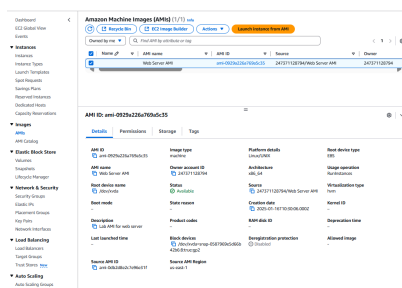 Dashboard
EC2 Global View
Events
Instances
Instances
Instance Types
Launch Templates
Spot Requests
Savings Plans
Reserved Instances
Dedicated Hosts
Capacity Reservations
Images
AMIs
AMI Catalog
Elastic Block Store
Volumes
Snapshots
Lifecycle Manager
Network & Security
Security Groups
Elastic IPs
Placement Groups
Key Pairs
Network Interfaces
Load Balancing
Load Balancers
Target Groups
Trust Stores New
Auto Scaling
Auto Scaling Groups
Amazon Machine Images (AMIs) (1/1) Info
Recycle Bin
EC2 Image Builder
Actions
Launch instance from AMI
Owned by me
Find AMI by attribute or tag
1
Name
AMI name
AMI ID
Source
Owner
Web Server AMI
ami-0929a226a769a5c35
247371128794/Web Server AMI
247371128794
AMI ID: ami-0929a226a769a5c35
Details
Permissions
Storage
Tags
AMI ID
ami-0929a226a769a5c35
Image type
machine
Platform details
Linux/UNIX
Root device type
EBS
AMI name
Web Server AMI
Owner account ID
247371128794
Architecture
x86_64
Usage operation
RunInstances
Root device name
/dev/xvda
Status
Available
Source
247371128794/Web Server AMI
Virtualization type
hvm
Boot mode
–
State reason
–
Creation date
Kernel ID
–
Description
Lab AMI for web server
Product codes
–
RAM disk ID
–
Deprecation time
–
Last launched time
–
Block devices
Deregistration protection
Disabled
Allowed image
–
Source AMI ID
Source AMI Region
us-east-1